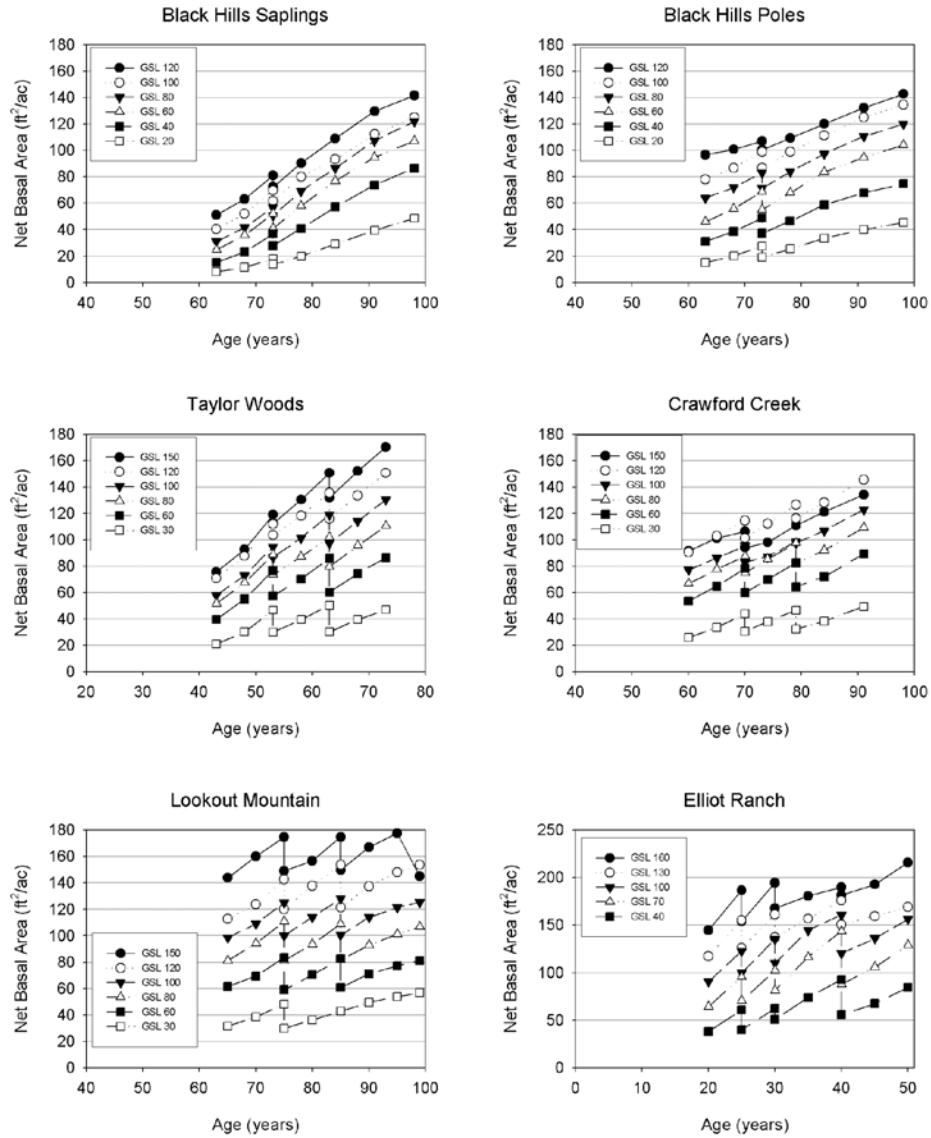 Black Hills Saplings
Net Basal Area (ft²/ac)
180
160
140
120
100
80
60
40
20
0
GSL 120
GSL 100
GSL 80
GSL 60
GSL 40
GSL 20
40 50 60 70 80 90 100
Age (years)
Black Hills Poles
Net Basal Area (ft²/ac)
180
160
140
120
100
80
60
40
20
0
GSL 120
GSL 100
GSL 80
GSL 60
GSL 40
GSL 20
40 50 60 70 80 90 100
Age (years)
Taylor Woods
Net Basal Area (ft²/ac)
180
160
140
120
100
80
60
40
20
0
GSL 150
GSL 120
GSL 100
GSL 80
GSL 60
GSL 30
20 30 40 50 60 70 80
Age (years)
Crawford Creek
Net Basal Area (ft²/ac)
180
160
140
120
100
80
60
40
20
0
GSL 150
GSL 120
GSL 100
GSL 80
GSL 60
GSL 30
40 50 60 70 80 90 100
Age (years)
Lookout Mountain
Net Basal Area (ft²/ac)
180
160
140
120
100
80
60
40
20
0
GSL 150
GSL 120
GSL 100
GSL 80
GSL 60
GSL 30
40 50 60 70 80 90 100
Age (years)
Elliot Ranch
Net Basal Area (ft²/ac)
250
200
150
100
50
0
GSL 160
GSL 130
GSL 100
GSL 70
GSL 40
0 10 20 30 40 50
Age (years)